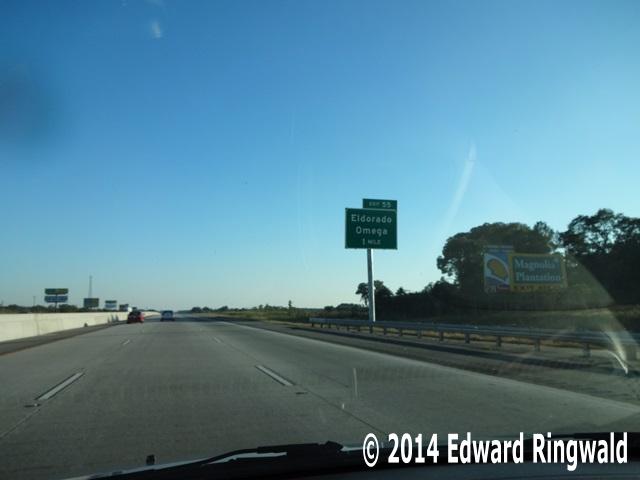 EXIT 55
Eldorado
Omega
1 MILE
Magnolia
Plantation
© 2014 Edward Ringwald